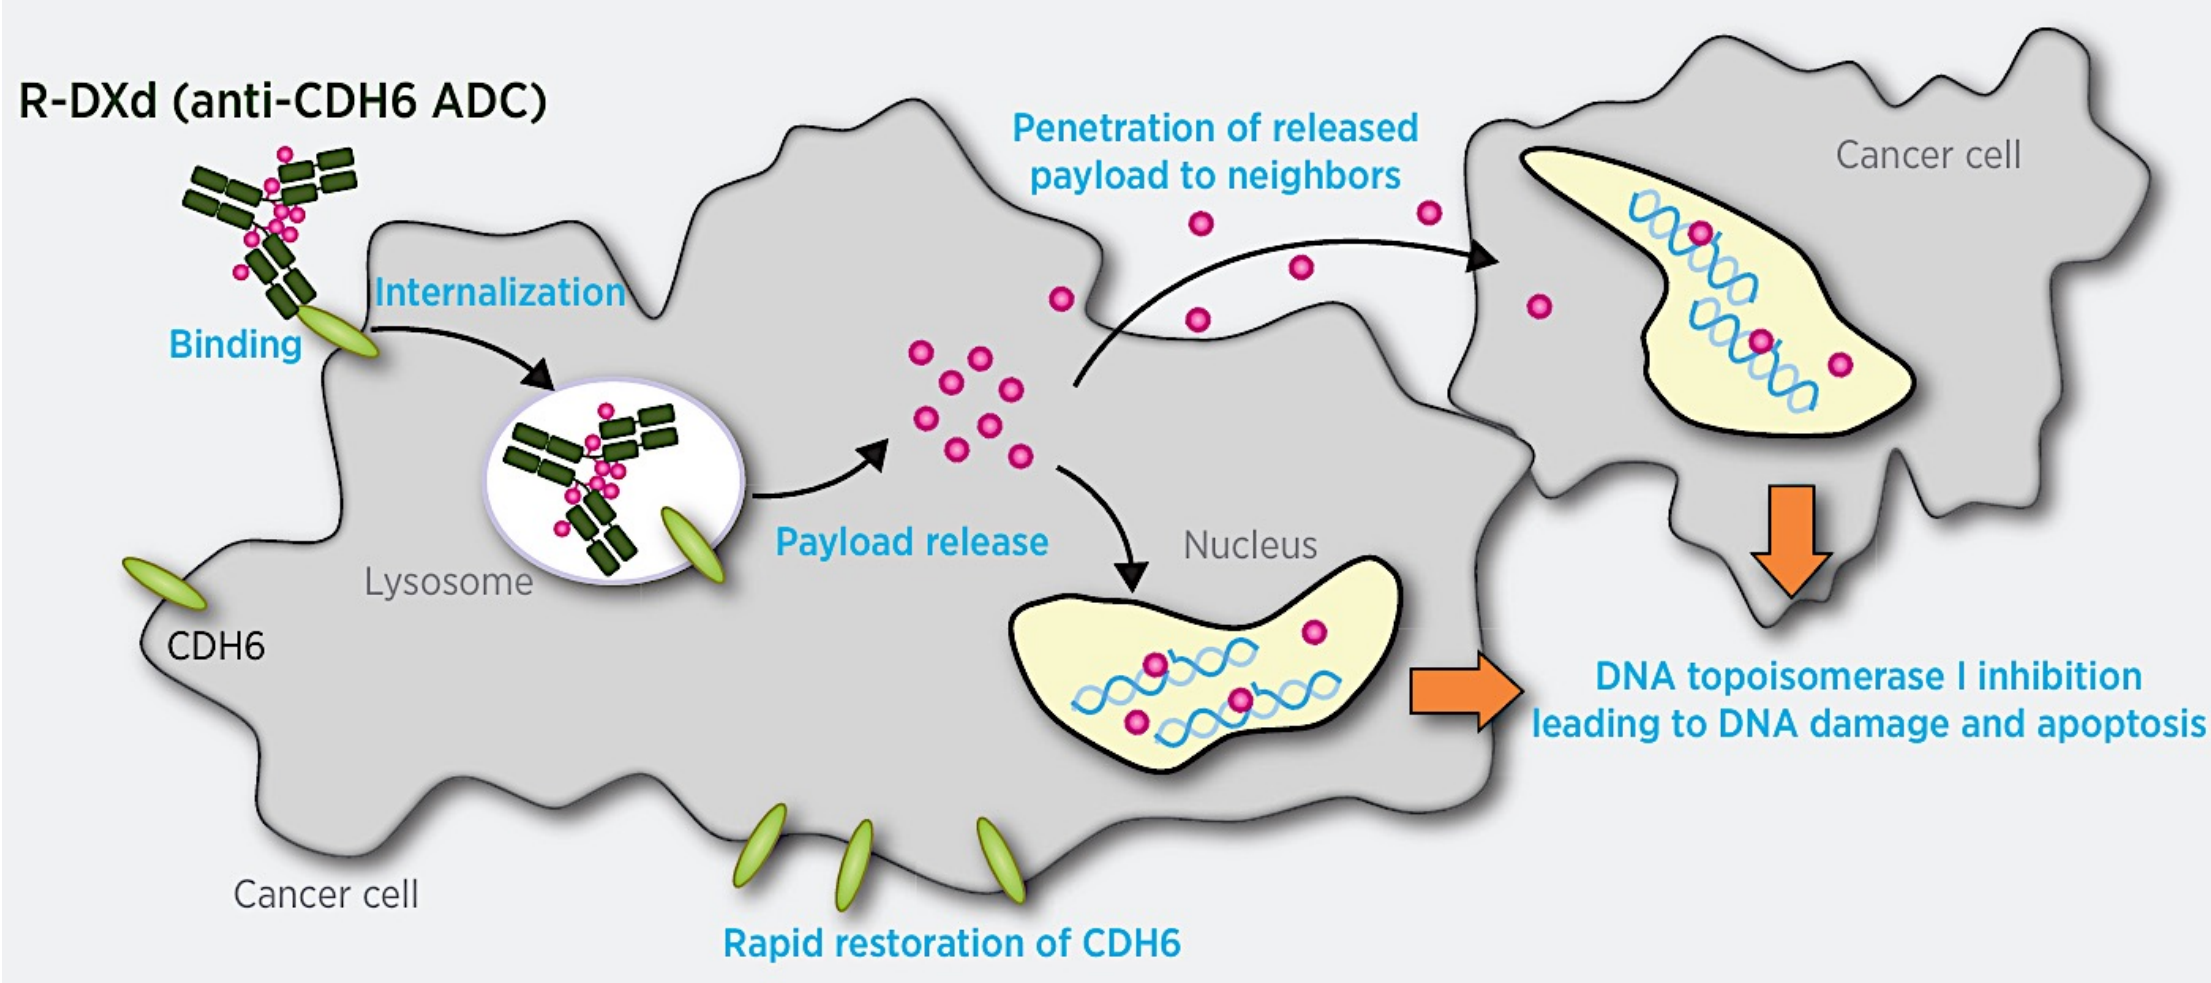 R-DXd (anti-CDH6 ADC)
Penetration of released
payload to neighbors
Cancer cell
Internalization
Binding
Payload release
Nucleus
Lysosome
CDH6
DNA topoisomerase I inhibition
leading to DNA damage and apoptosis
Cancer cell
Rapid restoration of CDH6